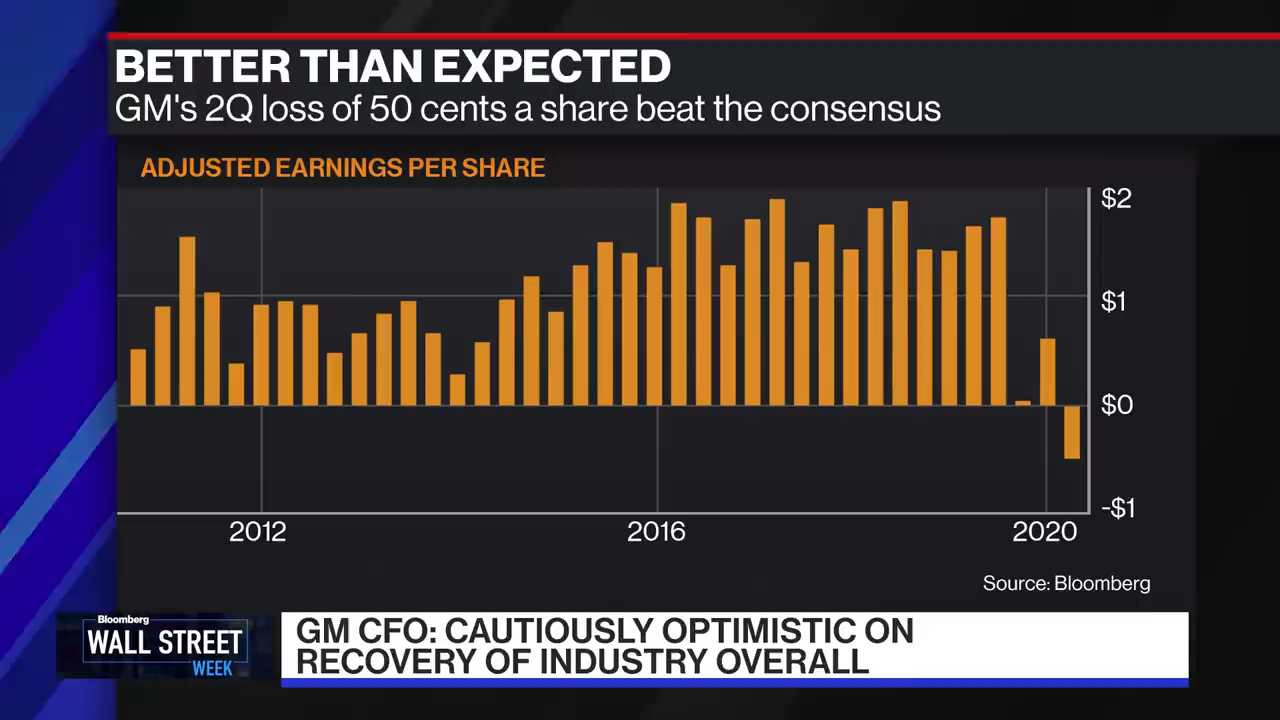 BETTER THAN EXPECTED
GM's 2Q loss of 50 cents a share beat the consensus
ADJUSTED EARNINGS PER SHARE
$2
$1
$0
-$1
2012
2016
2020
Source: Bloomberg
Bloomberg
WALL STREET
WEEK
GM CFO: CAUTIOUSLY OPTIMISTIC ON
RECOVERY OF INDUSTRY OVERALL